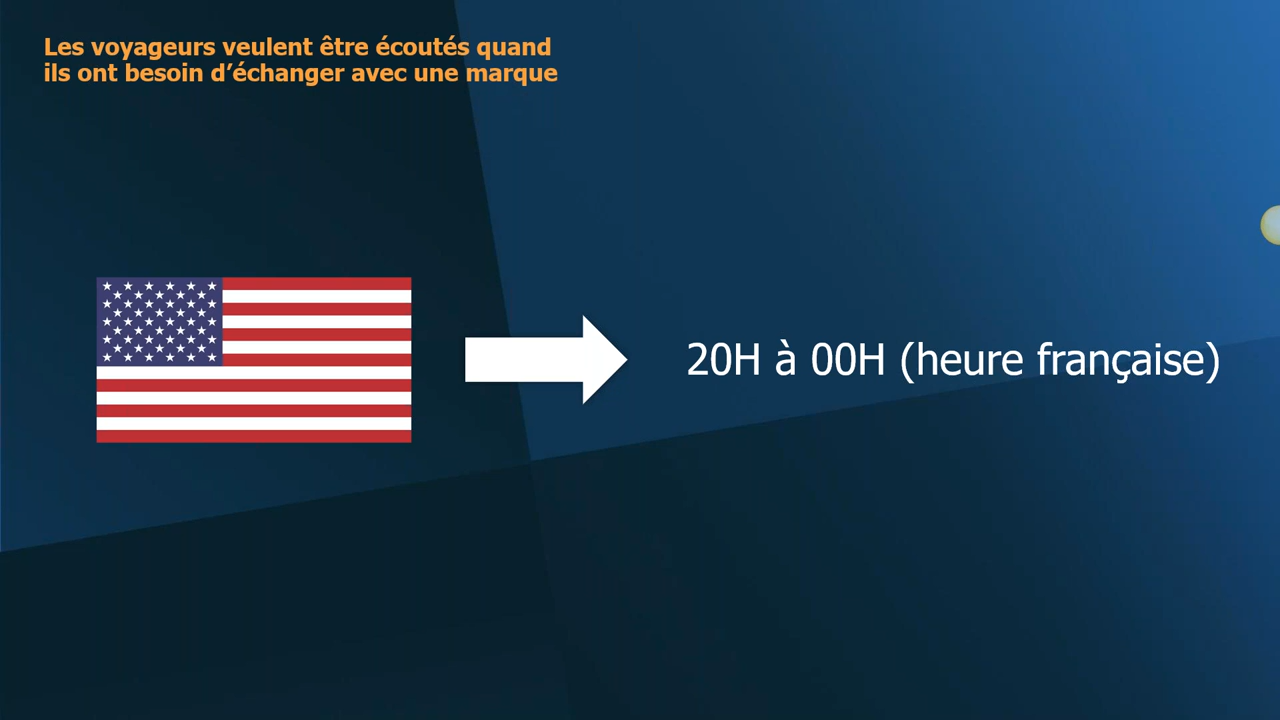 Les voyageurs veulent être écoutés quand
ils ont besoin d’échanger avec une marque
20H à 00H (heure française)